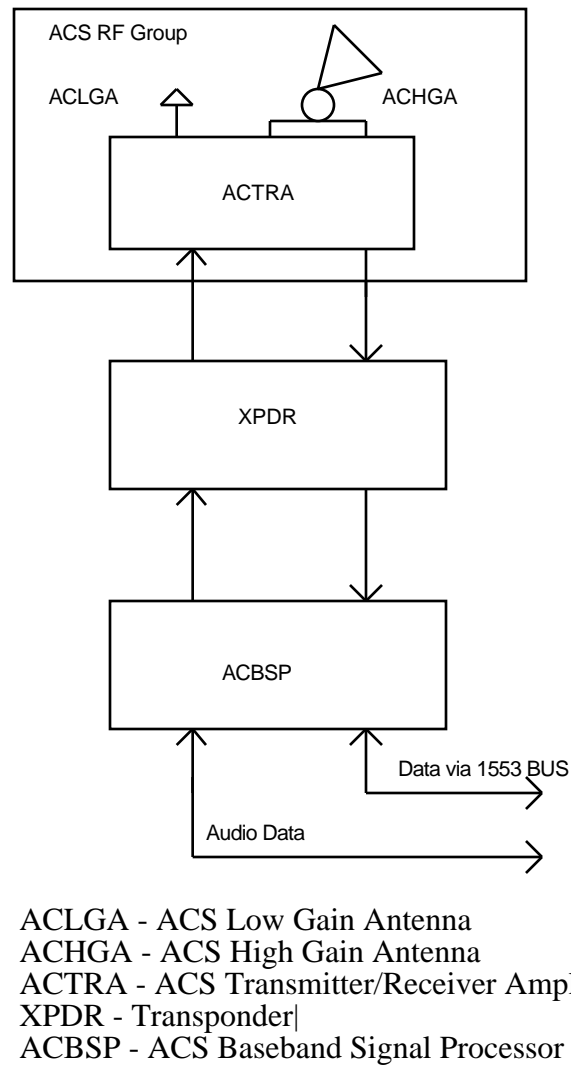 ACS RF Group
ACLGA
ACHGA
ACTRA
XPDR
ACBSP
Data via 1553 BUS
Audio Data
ACLGA - ACS Low Gain Antenna
ACHGA - ACS High Gain Antenna
ACTRA - ACS Transmitter/Receiver Ampl
XPDR - Transponder|
ACBSP - ACS Baseband Signal Processor